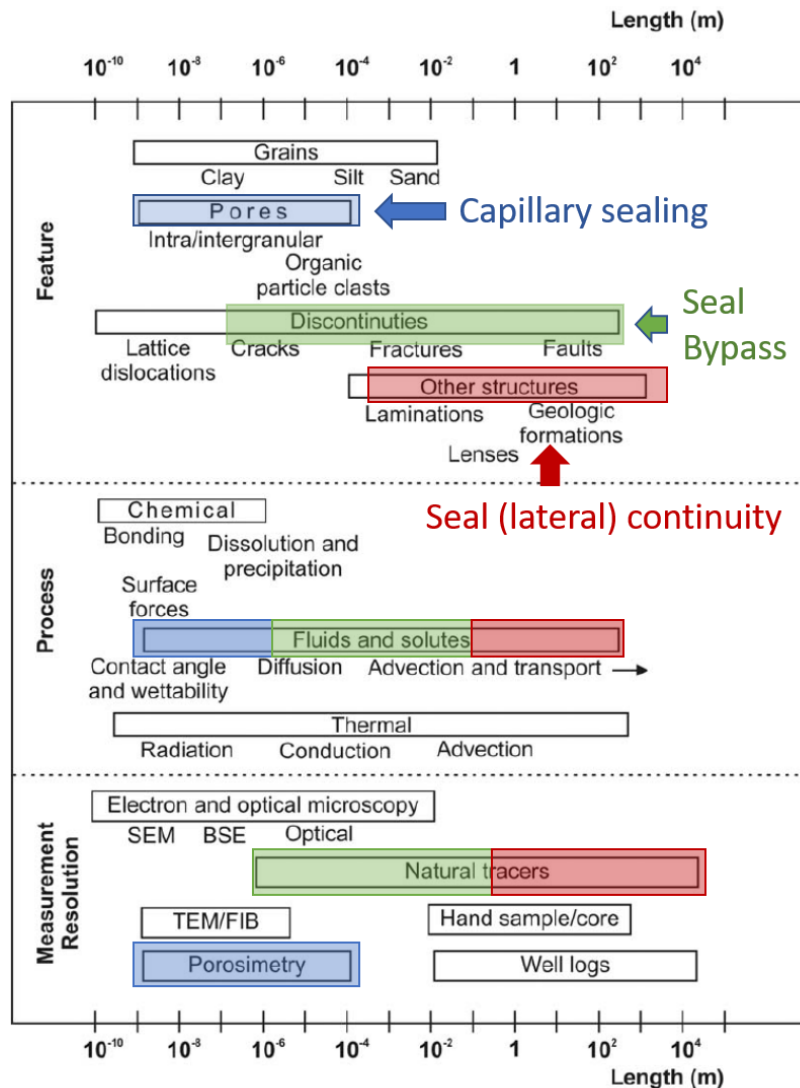 Length (m)
10⁻¹⁰ 10⁻⁸ 10⁻⁶ 10⁻⁴ 10⁻² 1 10² 10⁴
Feature
Grains
Clay Silt Sand
Pores
Capillary sealing
Intra/intergranular
Organic
particle clasts
Discontinuties
Seal
Bypass
Lattice
dislocations
Cracks Fractures Faults
Other structures
Laminations
Geologic
formations
Lenses
Seal (lateral) continuity
Process
Chemical
Bonding
Dissolution and
precipitation
Surface
forces
Fluids and solutes
Contact angle
and wettability
Diffusion Advection and transport
Thermal
Radiation Conduction Advection
Measurement
Resolution
Electron and optical microscopy
SEM BSE Optical
Natural tracers
TEM/FIB Hand sample/core
Porosimetry Well logs
10⁻¹⁰ 10⁻⁸ 10⁻⁶ 10⁻⁴ 10⁻² 1 10² 10⁴
Length (m)